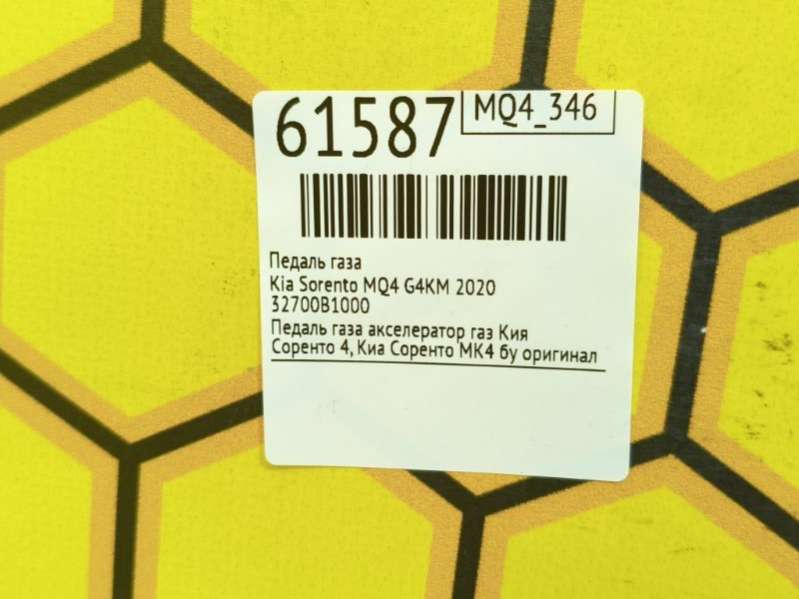 61587
MQ4_346
Педаль газа
Kia Sorento MQ4 G4KM 2020
32700B1000
Педаль газа акселератор газ Кия
Соренто 4, Киа Соренто МК4 бу оригинал